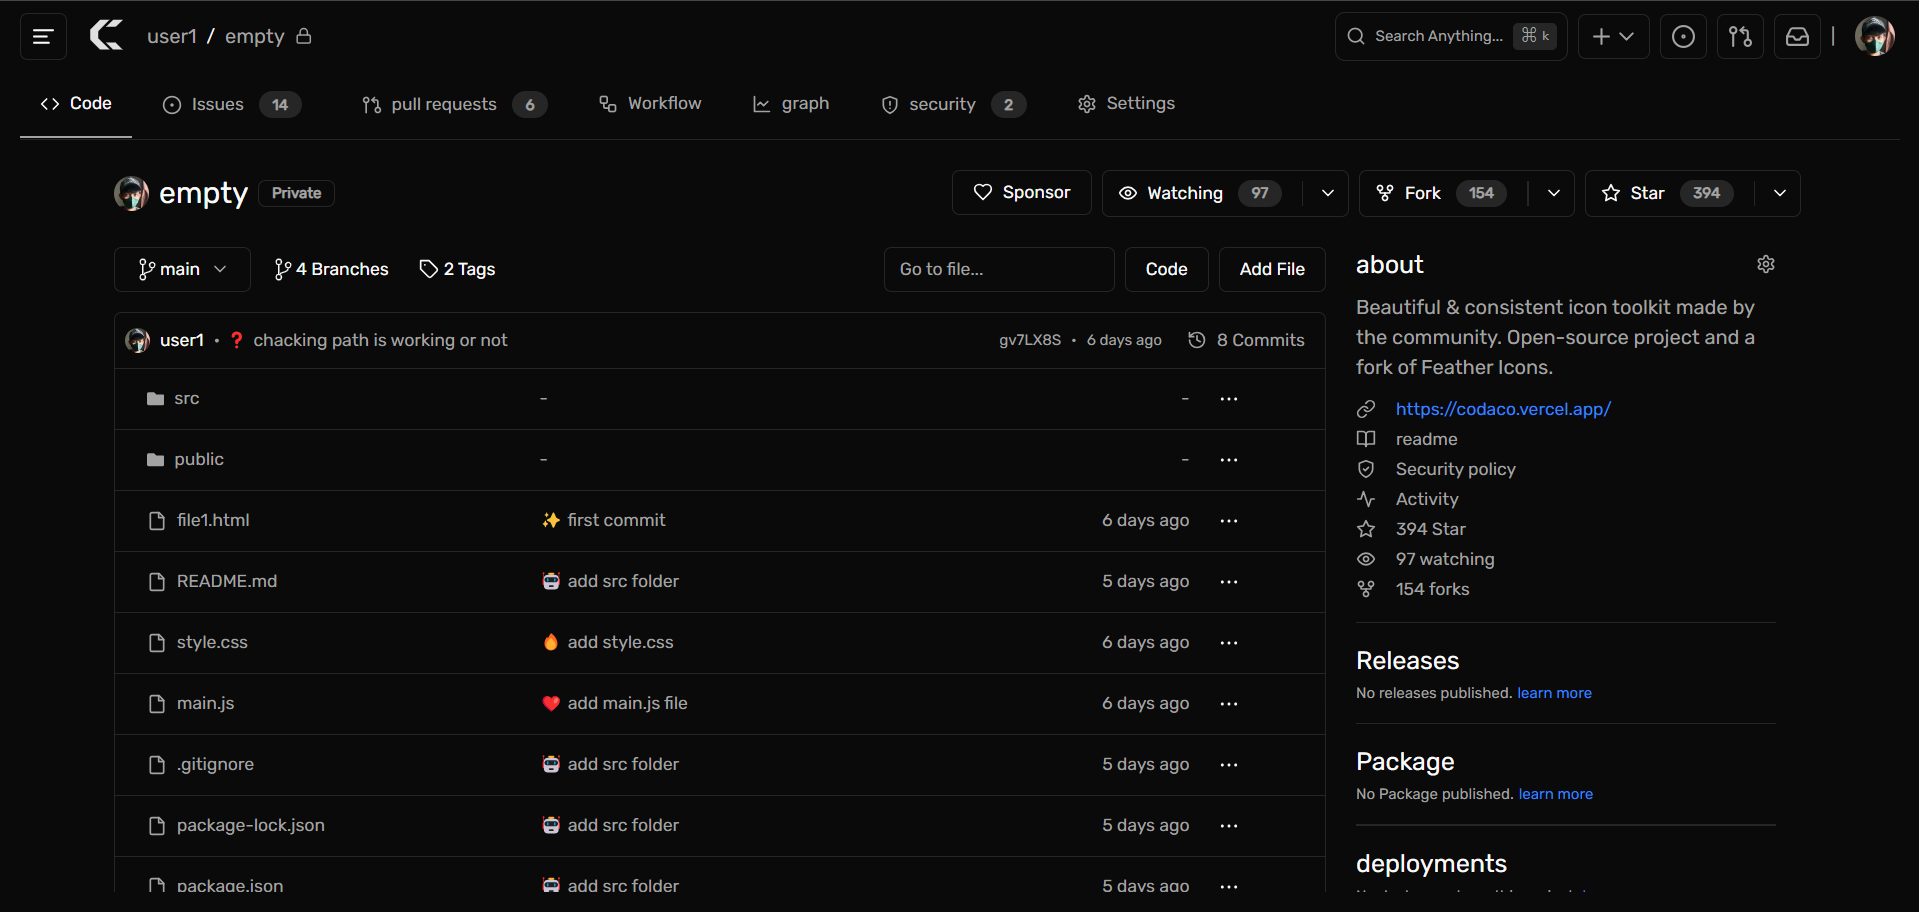 user1 / empty
Search Anything... ⌘ k
Code
Issues 14
pull requests 6
Workflow
graph
security 2
Settings
empty Private
Sponsor
Watching 97
Fork 154
Star 394
main
4 Branches
2 Tags
Go to file...
Code
Add File
user1 • ❓ chacking path is working or not gv7LX8S • 6 days ago 8 Commits
src - - ...
public - - ...
file1.html ✨ first commit 6 days ago ...
README.md 🤖 add src folder 5 days ago ...
style.css 🔥 add style.css 6 days ago ...
main.js ❤️ add main.js file 6 days ago ...
.gitignore 🤖 add src folder 5 days ago ...
package-lock.json 🤖 add src folder 5 days ago ...
package.json 🤖 add src folder 5 days ago ...
about
Beautiful & consistent icon toolkit made by
the community. Open-source project and a
fork of Feather Icons.
https://codaco.vercel.app/
readme
Security policy
Activity
394 Star
97 watching
154 forks
Releases
No releases published. learn more
Package
No Package published. learn more
deployments